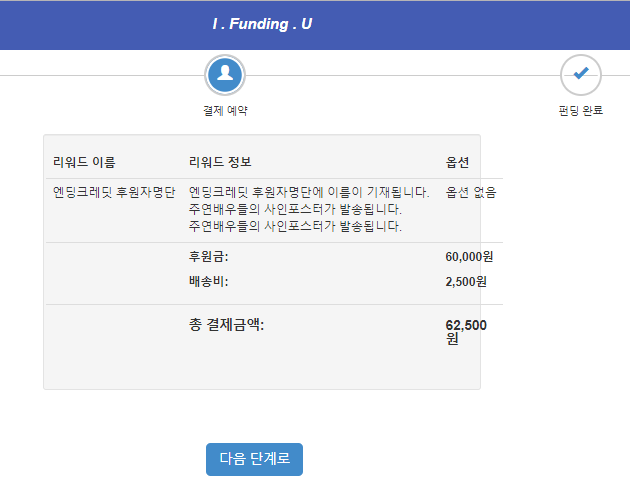 I . Funding . U
결제 예약
펀딩 완료
리워드 이름 리워드 정보 옵션
엔딩크레딧 후원자명단 엔딩크레딧 후원자명단에 이름이 기재됩니다. 옵션 없음
주연배우들의 사인포스터가 발송됩니다.
주연배우들의 사인포스터가 발송됩니다.
후원금: 60,000원
배송비: 2,500원
총 결제금액: 62,500
원
다음 단계로